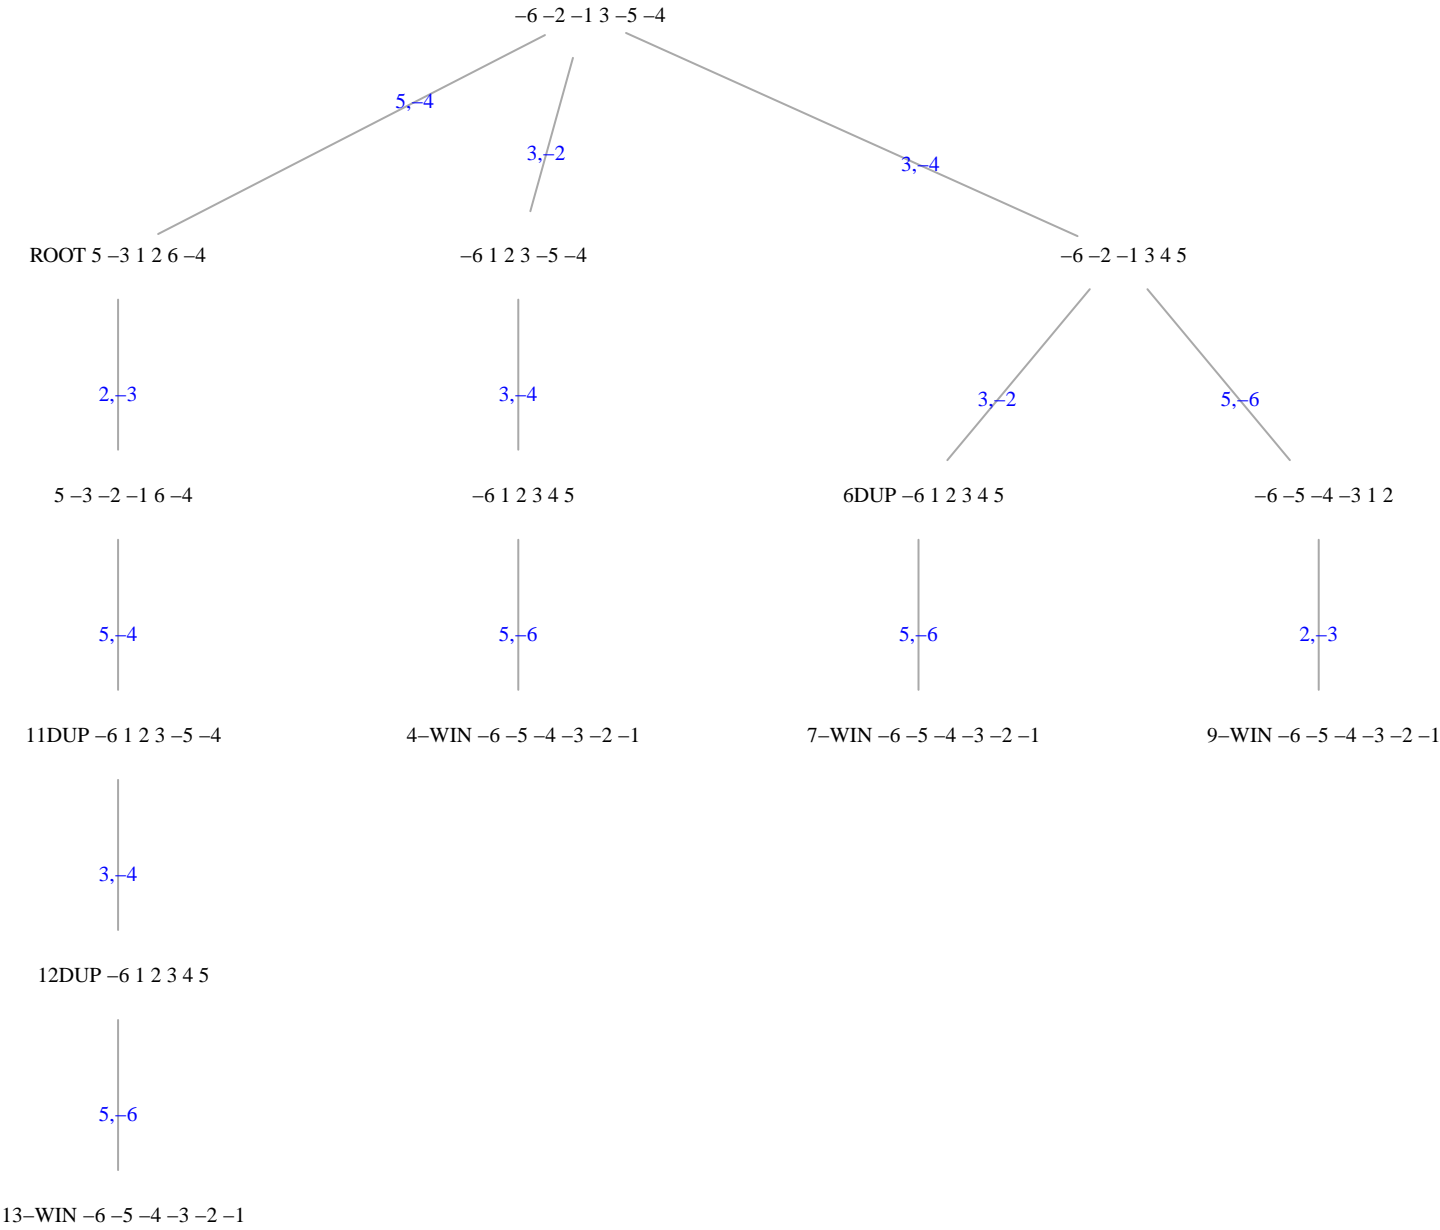 –6 –2 –1 3 –5 –4
5,–4
3,–2
3,–4
ROOT 5 –3 1 2 6 –4
–6 1 2 3 –5 –4
–6 –2 –1 3 4 5
2,–3
3,–4
3,–2
5,–6
5 –3 –2 –1 6 –4
–6 1 2 3 4 5
6DUP –6 1 2 3 4 5
–6 –5 –4 –3 1 2
5,–4
5,–6
5,–6
2,–3
11DUP –6 1 2 3 –5 –4
4–WIN –6 –5 –4 –3 –2 –1
7–WIN –6 –5 –4 –3 –2 –1
9–WIN –6 –5 –4 –3 –2 –1
3,–4
12DUP –6 1 2 3 4 5
5,–6
13–WIN –6 –5 –4 –3 –2 –1